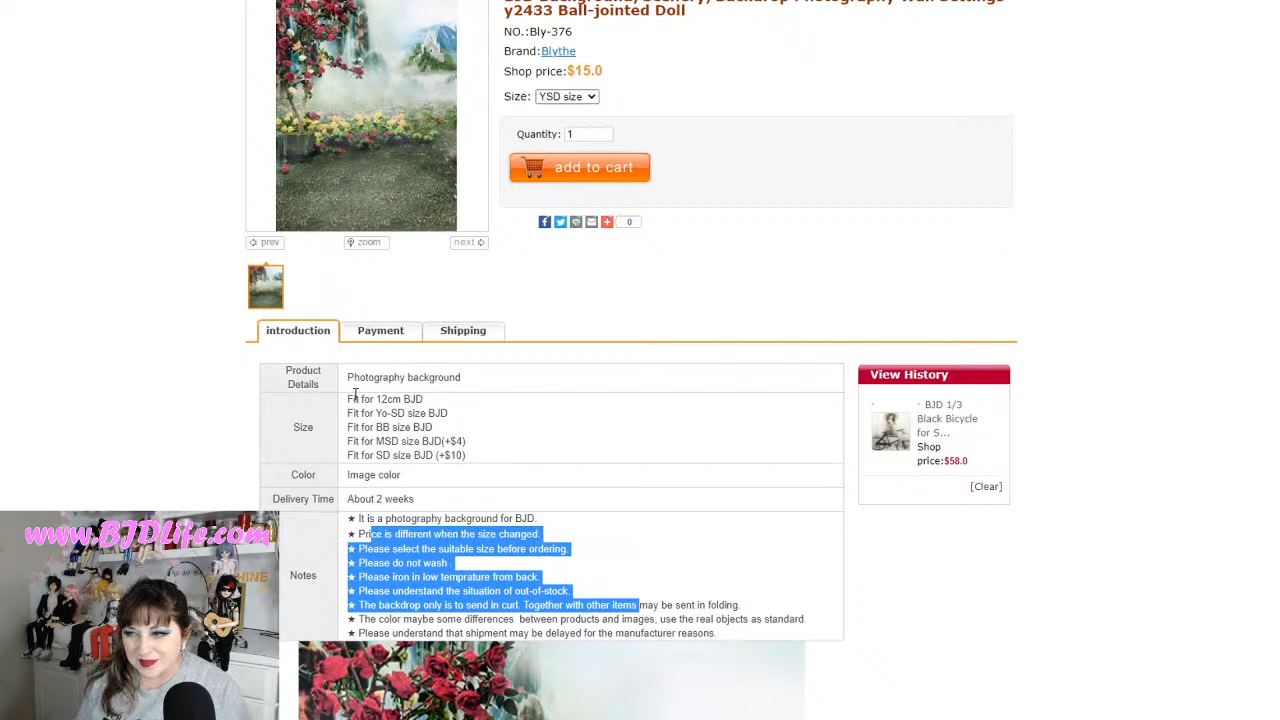 y2433 Ball-jointed Doll
NO.:Bly-376
Brand:Blythe
Shop price:$15.0
Size: YSD size
Quantity: 1
add to cart
0
prev
zoom
next
introduction
Payment
Shipping
Product Details
Photography background
Size
Fit for 12cm BJD
Fit for Yo-SD size BJD
Fit for BB size BJD
Fit for MSD size BJD(+$4)
Fit for SD size BJD (+$10)
Color
Image color
Delivery Time
About 2 weeks
Notes
★ It is a photography background for BJD.
★ Price is different when the size changed.
★ Please select the suitable size before ordering.
★ Please do not wash .
★ Please iron in low temprature from back.
★ Please understand the situation of out-of-stock.
★ The backdrop only is to send in curl. Together with other items may be sent in folding.
★ The color maybe some differences between products and images, use the real objects as standard.
★ Please understand that shipment may be delayed for the manufacturer reasons.
View History
BJD 1/3
Black Bicycle
for S...
Shop
price:$58.0
[Clear]
www.BJDLife.com